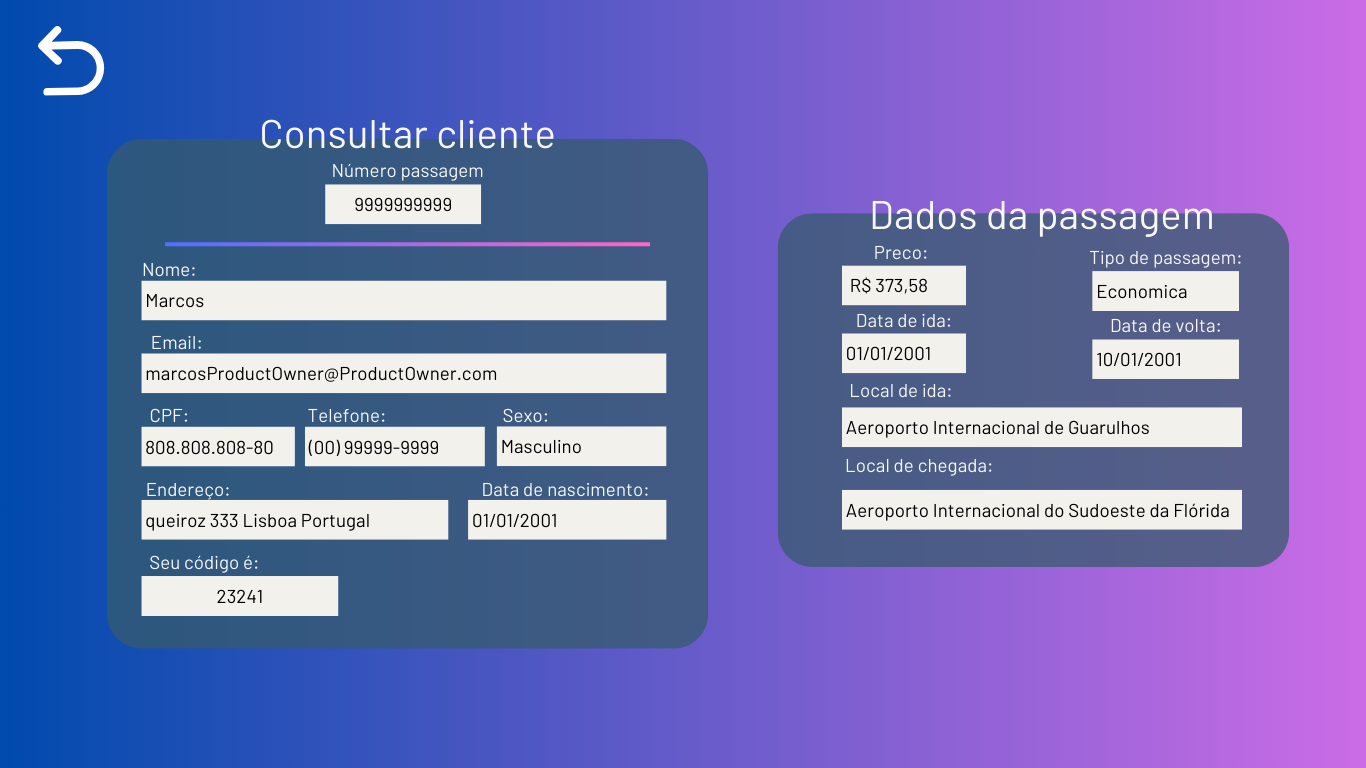 Consultar cliente
Número passagem
9999999999
Nome:
Marcos
Email:
marcosProductOwner@ProductOwner.com
CPF: Telefone: Sexo:
808.808.808-80 (00) 99999-9999 Masculino
Endereço: Data de nascimento:
queiroz 333 Lisboa Portugal 01/01/2001
Seu código é:
23241
Dados da passagem
Preco: Tipo de passagem:
R$ 373,58 Economica
Data de ida: Data de volta:
01/01/2001 10/01/2001
Local de ida:
Aeroporto Internacional de Guarulhos
Local de chegada:
Aeroporto Internacional do Sudoeste da Flórida